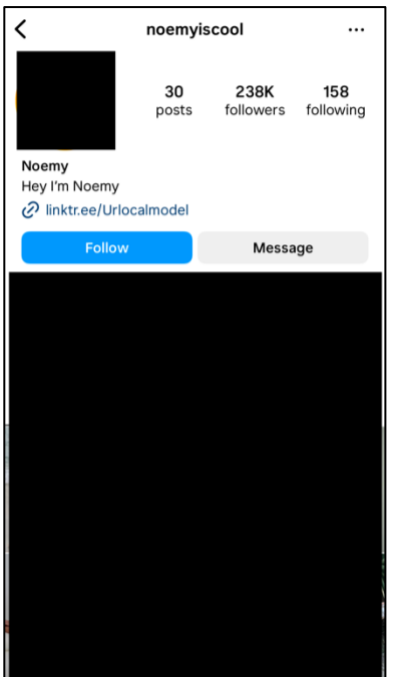 noemyiscool
30 238K 158
posts followers following
Noemy
Hey I'm Noemy
linktr.ee/Urlocalmodel
Follow Message